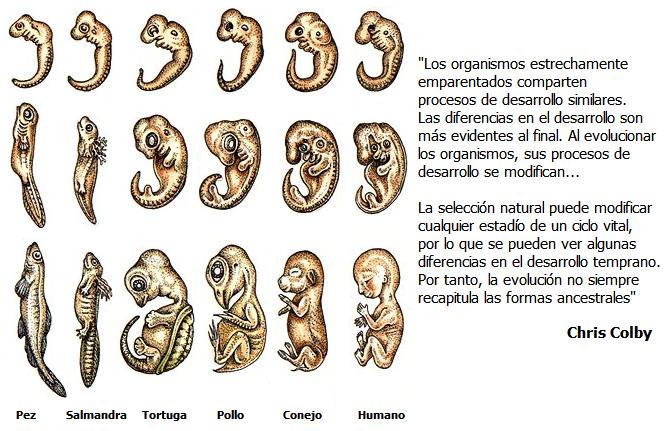 "Los organismos estrechamente
emparentados comparten
procesos de desarrollo similares.
Las diferencias en el desarrollo son
más evidentes al final. Al evolucionar
los organismos, sus procesos de
desarrollo se modifican...
La selección natural puede modificar
cualquier estadío de un ciclo vital,
por lo que se pueden ver algunas
diferencias en el desarrollo temprano.
Por tanto, la evolución no siempre
recapitula las formas ancestrales"
Chris Colby
Pez Salmandra Tortuga Pollo Conejo Humano